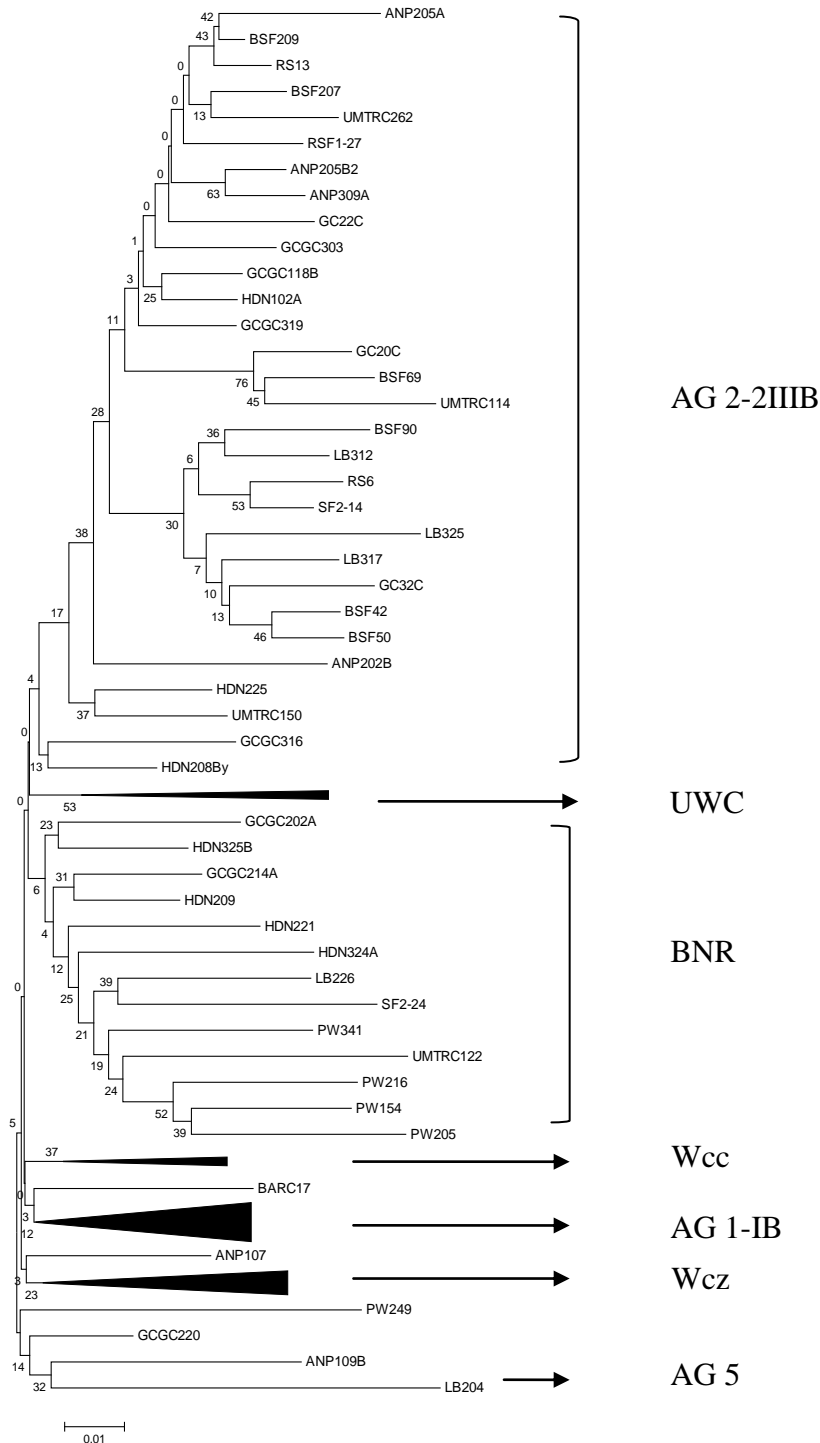 42
ANP205A
43
BSF209
RS13
0
BSF207
0
13
UMTRC262
0
RSF1-27
ANP205B2
0
63
ANP309A
0
GC22C
1
GCGC303
3
GCGC118B
25
HDN102A
11
GCGC319
GC20C
76
BSF69
45
UMTRC114
AG 2-2IIIB
28
36
BSF90
6
LB312
RS6
53
SF2-14
30
LB325
38
7
LB317
10
GC32C
13
BSF42
46
BSF50
17
ANP202B
4
HDN225
37
UMTRC150
0
GCGC316
13
HDN208By
0
53
UWC
23
GCGC202A
HDN325B
6
31
GCGC214A
HDN209
4
HDN221
12
HDN324A
BNR
25
39
LB226
0
SF2-24
21
PW341
19
UMTRC122
24
PW216
52
PW154
39
PW205
5
37
Wcc
0
BARC17
3
12
AG 1-IB
ANP107
3
23
Wcz
PW249
GCGC220
14
ANP109B
32
LB204
AG 5
0.01